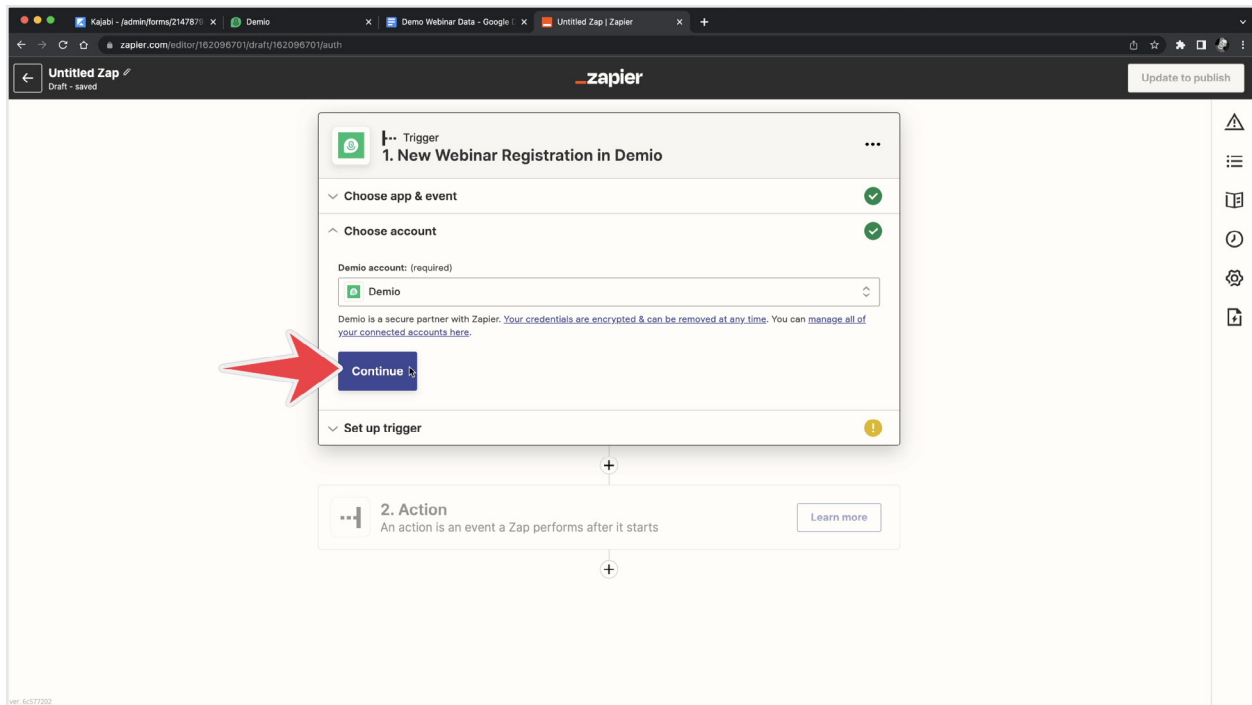 Kajabi - /admin/forms/2147879
Demio
Demo Webinar Data - Google D
Untitled Zap | Zapier
zapier.com/editor/162096701/draft/162096701/auth
Untitled Zap
Draft - saved
_zapier
Update to publish
Trigger
1. New Webinar Registration in Demio
Choose app & event
Choose account
Demio account: (required)
Demio
Demio is a secure partner with Zapier. Your credentials are encrypted & can be removed at any time. You can manage all of
your connected accounts here.
Continue
Set up trigger
2. Action
An action is an event a Zap performs after it starts
Learn more
ver. 6c577202